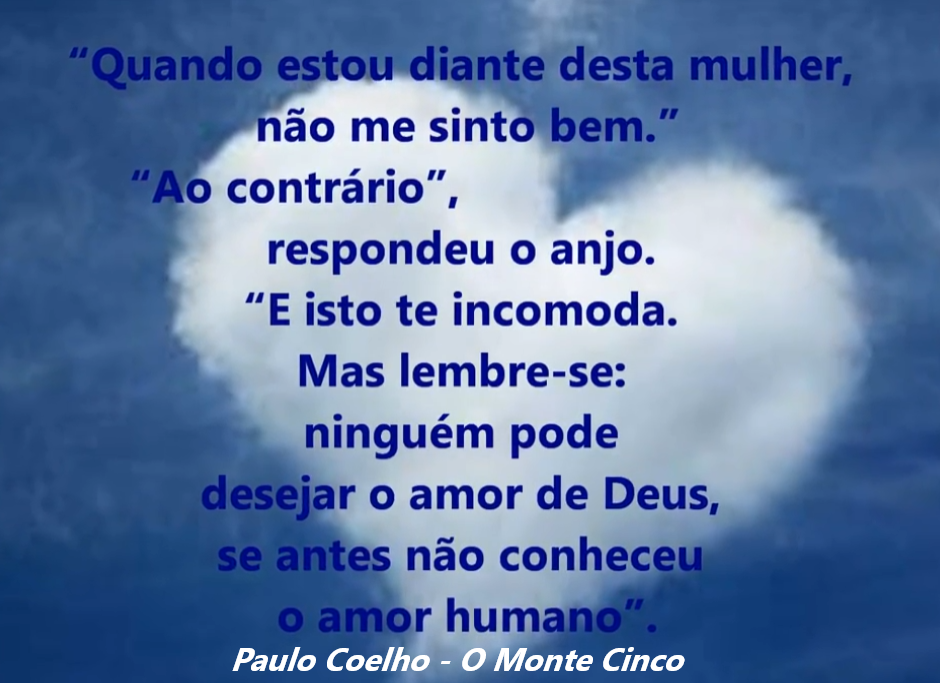 “Quando estou diante desta mulher,
não me sinto bem.”
“Ao contrário”,
respondeu o anjo.
“E isto te incomoda.
Mas lembre-se:
ninguém pode
desejar o amor de Deus,
se antes não conheceu
o amor humano”.
Paulo Coelho - O Monte Cinco